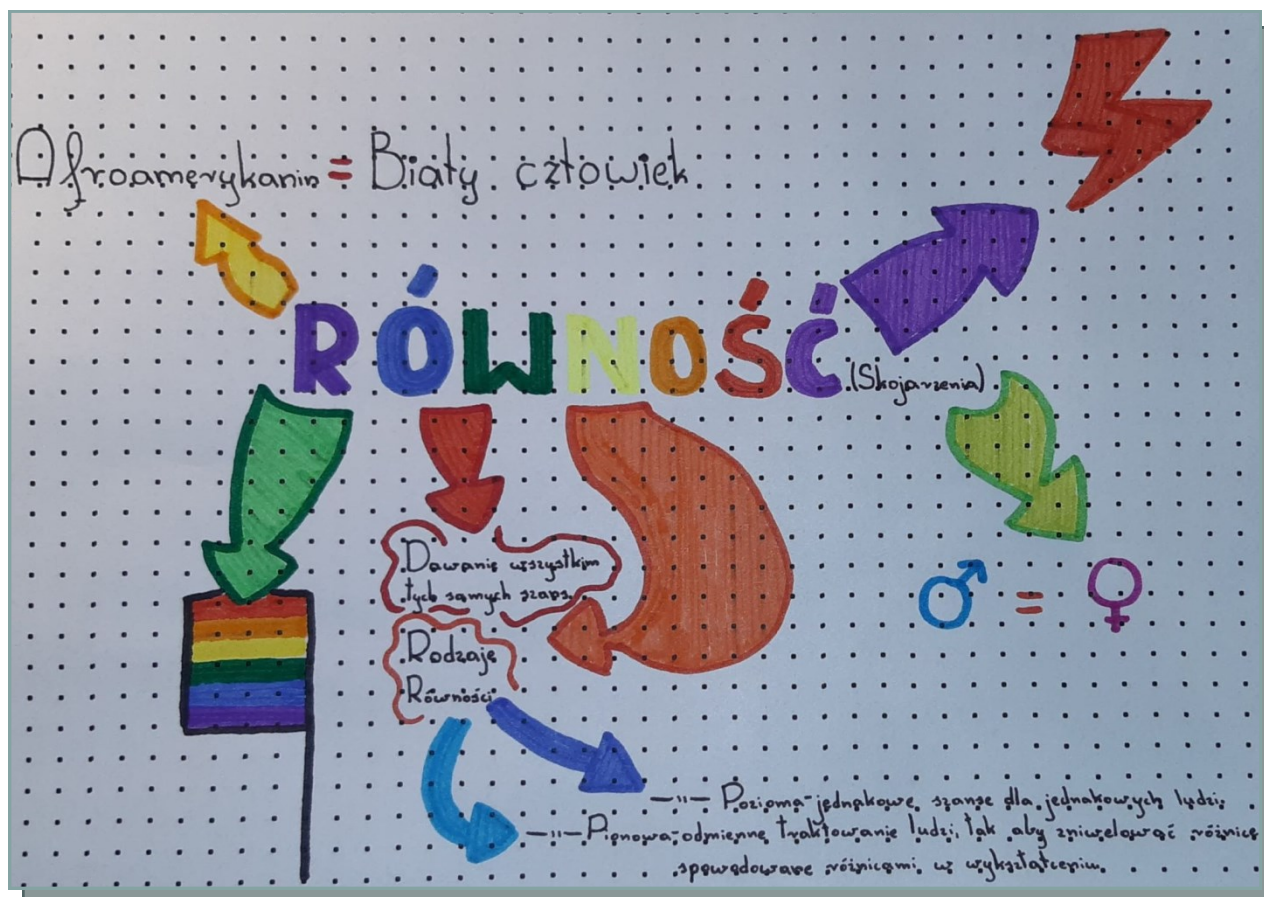 Afroamerykanin = Biały człowiek
RÓWNOŚĆ (Skojarzenia)
Dawanie wszystkim
tych samych szans.
♂ = ♀
Rodzaje
Równości
—"— Pozioma-jednakowe szanse dla jednakowych ludzi,
—"— Pionowa-odmienne traktowanie ludzi, tak aby zniwelować różnice
spowodowane różnicami w wykształceniu.